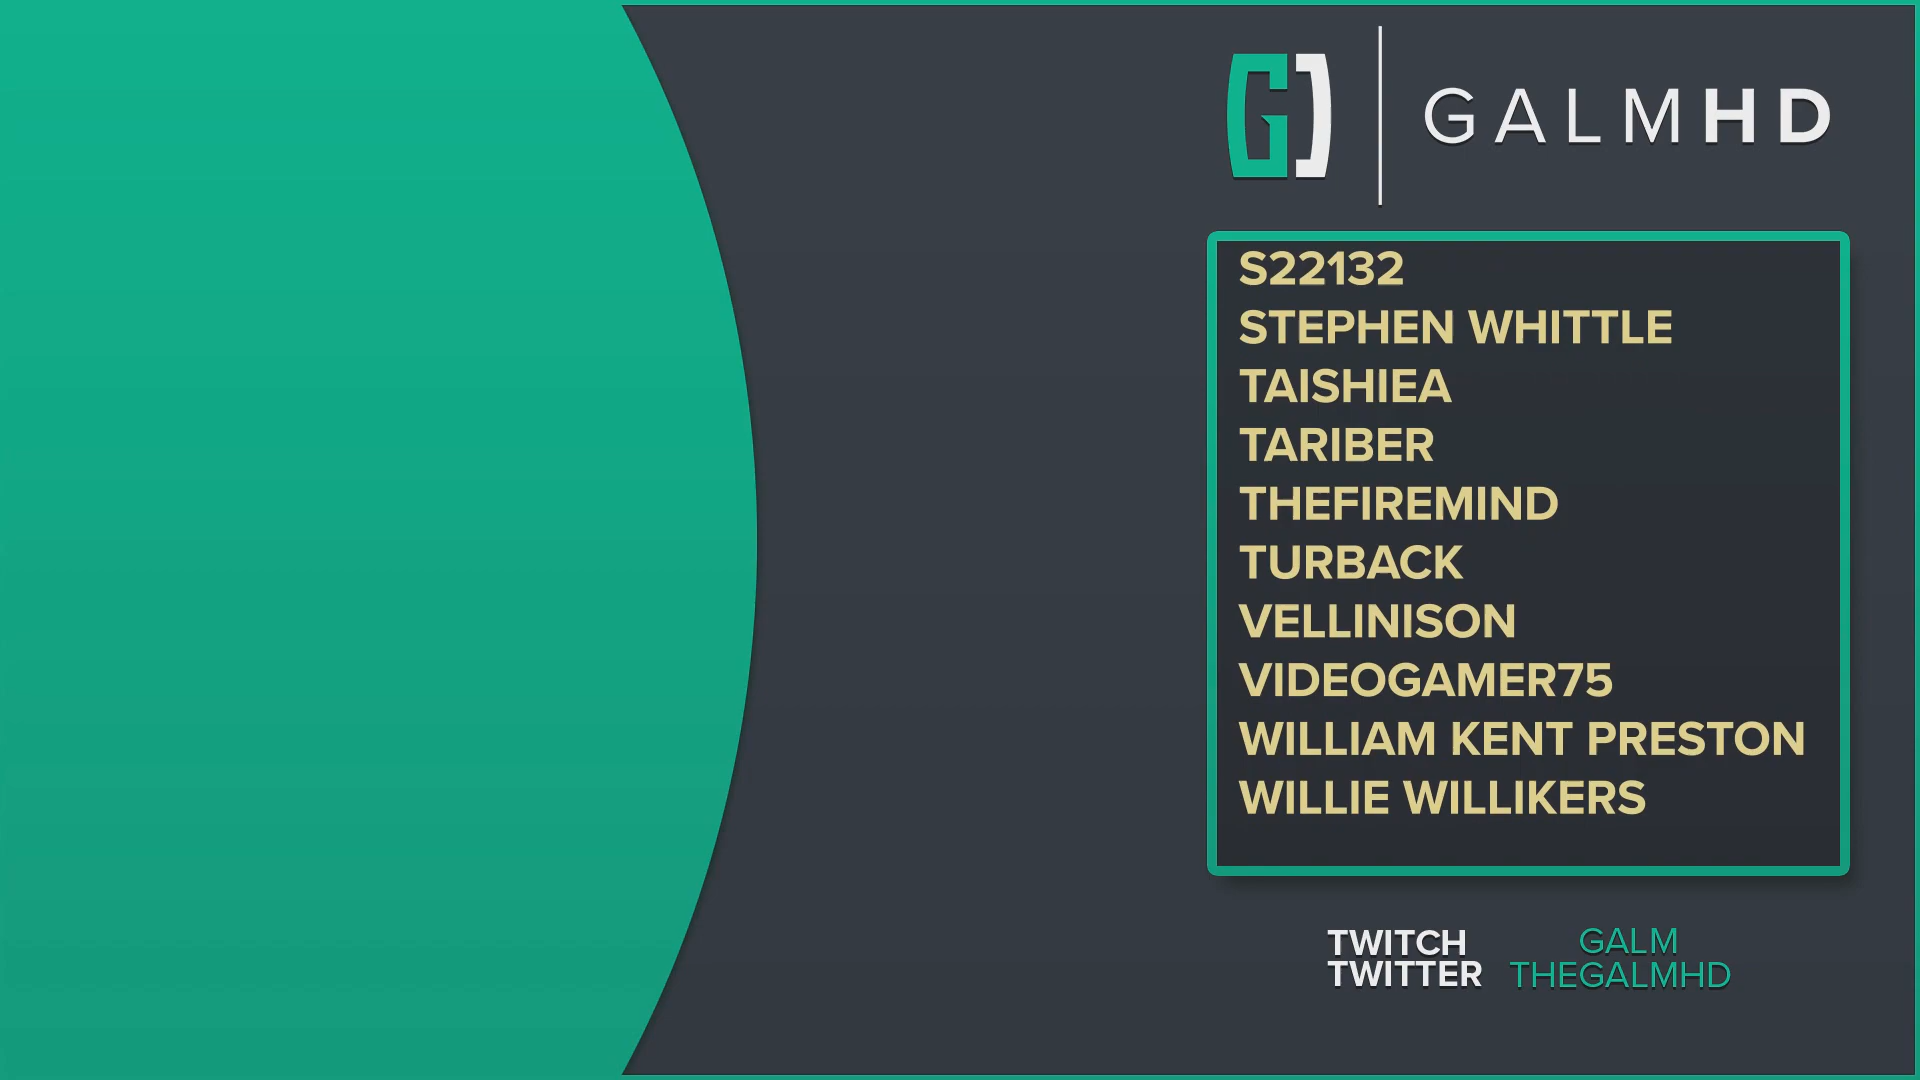 GALMHD
S22132
STEPHEN WHITTLE
TAISHIEA
TARIBER
THEFIREMIND
TURBACK
VELLINISON
VIDEOGAMER75
WILLIAM KENT PRESTON
WILLIE WILLIKERS
TWITCH GALM
TWITTER THEGALMHD